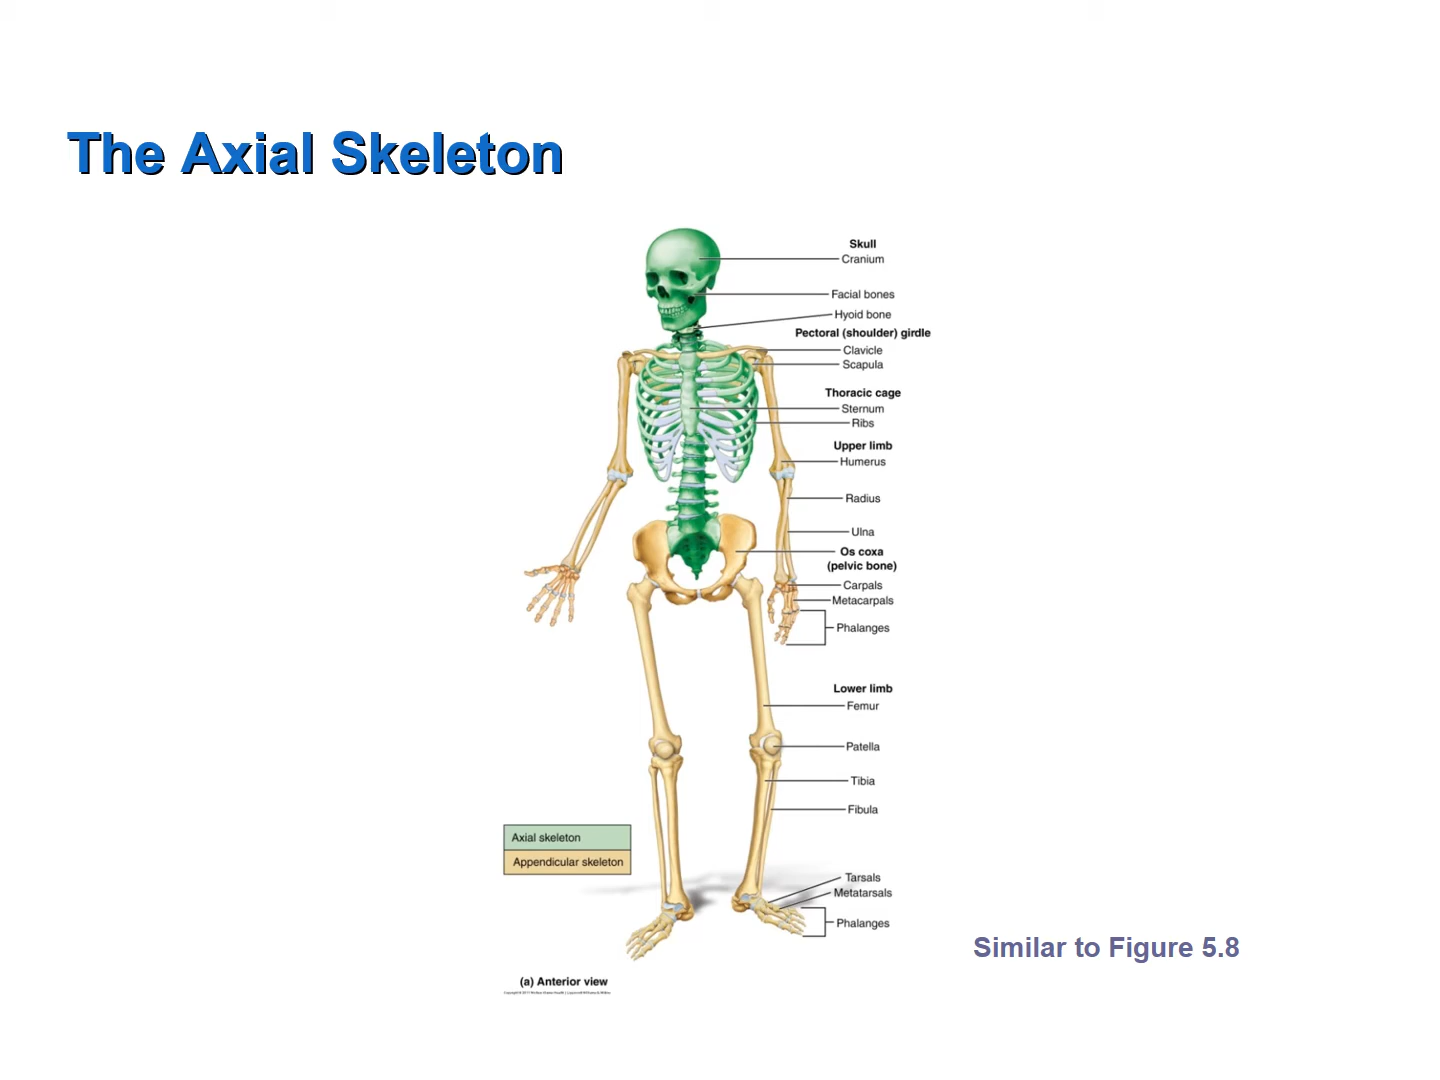 The Axial Skeleton
Skull
Cranium
Facial bones
Hyoid bone
Pectoral (shoulder) girdle
Clavicle
Scapula
Thoracic cage
Sternum
Ribs
Upper limb
Humerus
Radius
Ulna
Os coxa
(pelvic bone)
Carpals
Metacarpals
Phalanges
Lower limb
Femur
Patella
Tibia
Fibula
Axial skeleton
Appendicular skeleton
Tarsals
Metatarsals
Phalanges
Similar to Figure 5.8
(a) Anterior view